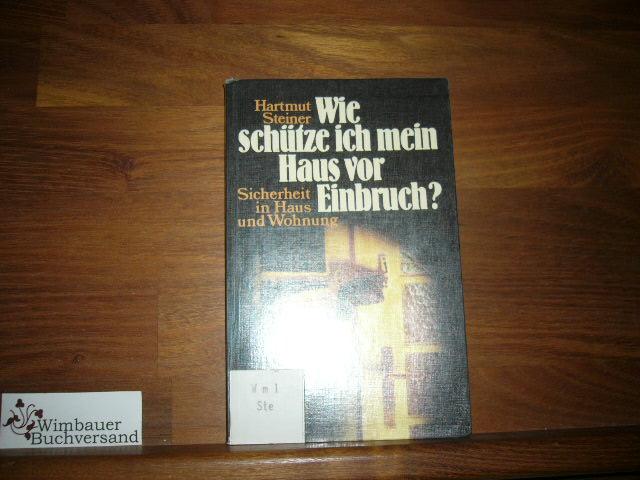 Hartmut
Steiner
Wie
schütze ich mein
Haus vor
Einbruch?
Sicherheit
in Haus
und Wohnung
W m 1
Ste
Wimbauer
Buchversand